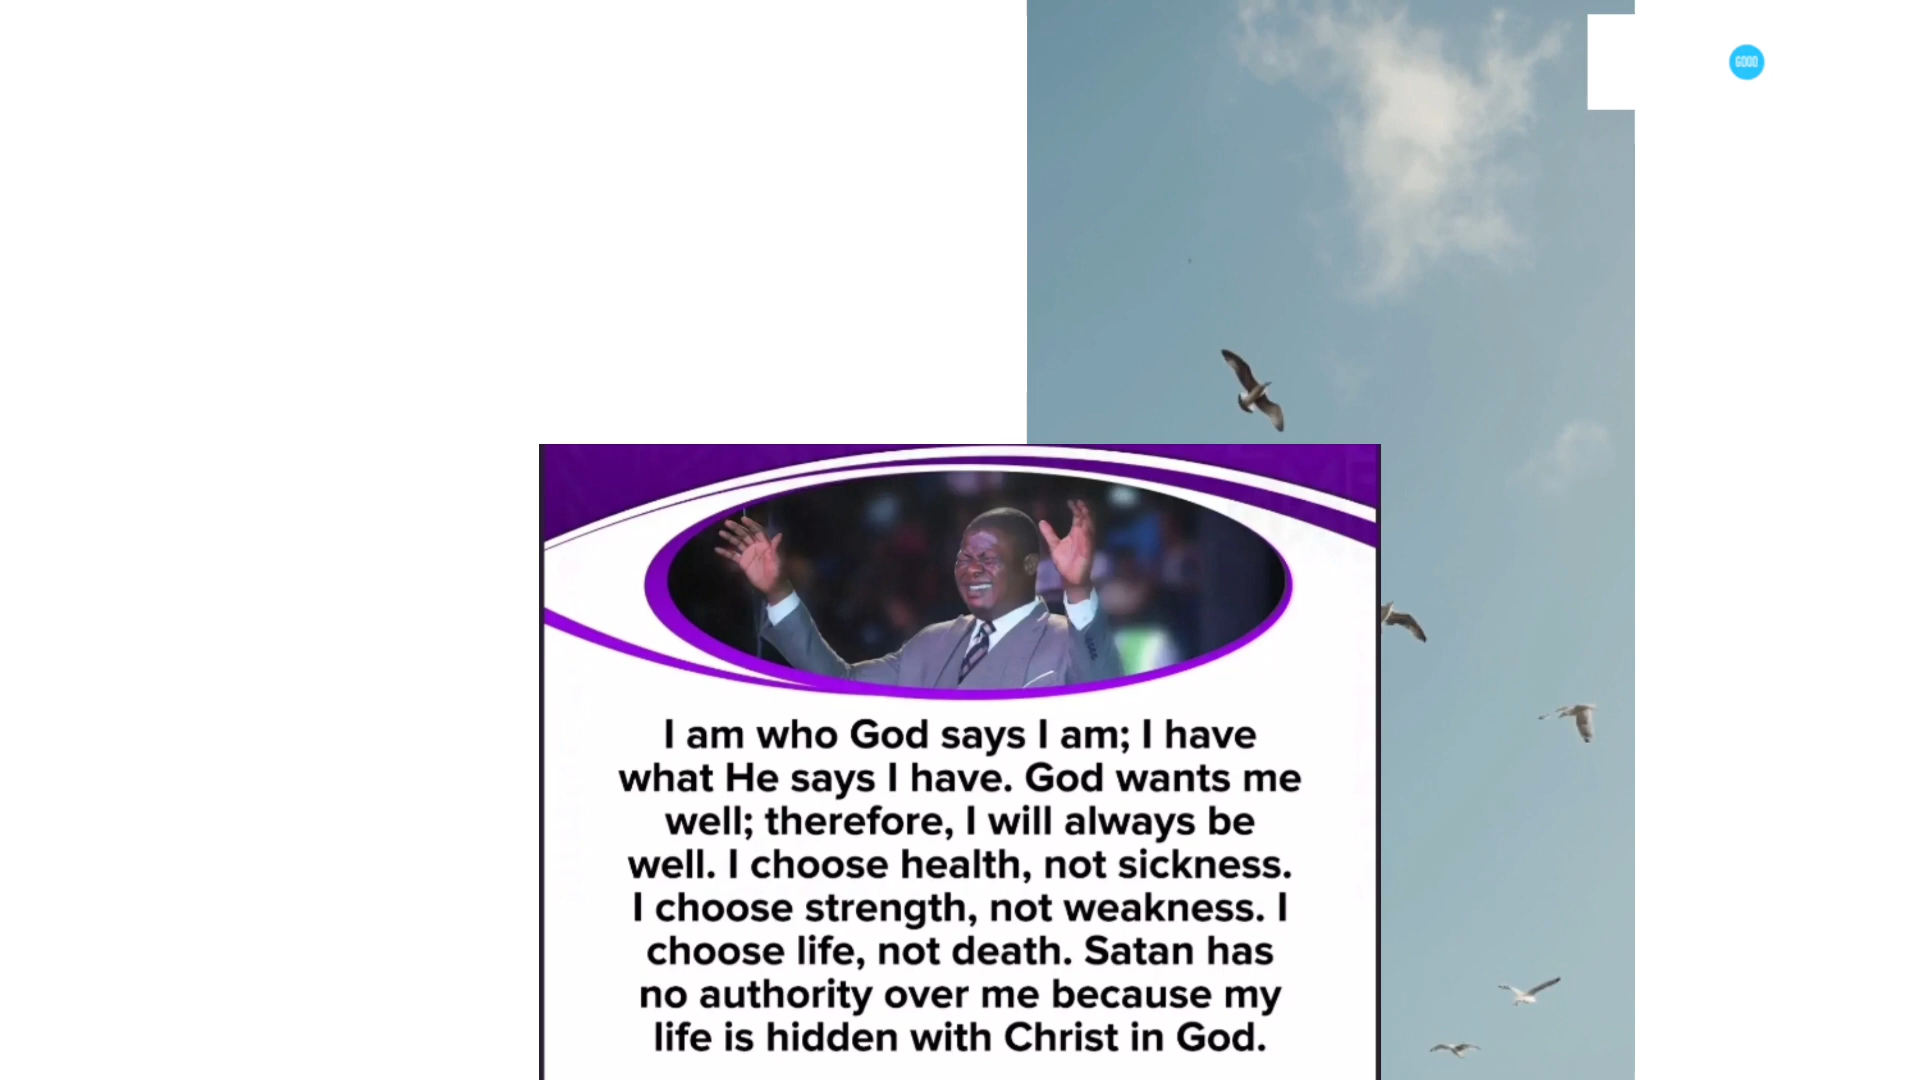 GOOD
I am who God says I am; I have
what He says I have. God wants me
well; therefore, I will always be
well. I choose health, not sickness.
I choose strength, not weakness. I
choose life, not death. Satan has
no authority over me because my
life is hidden with Christ in God.